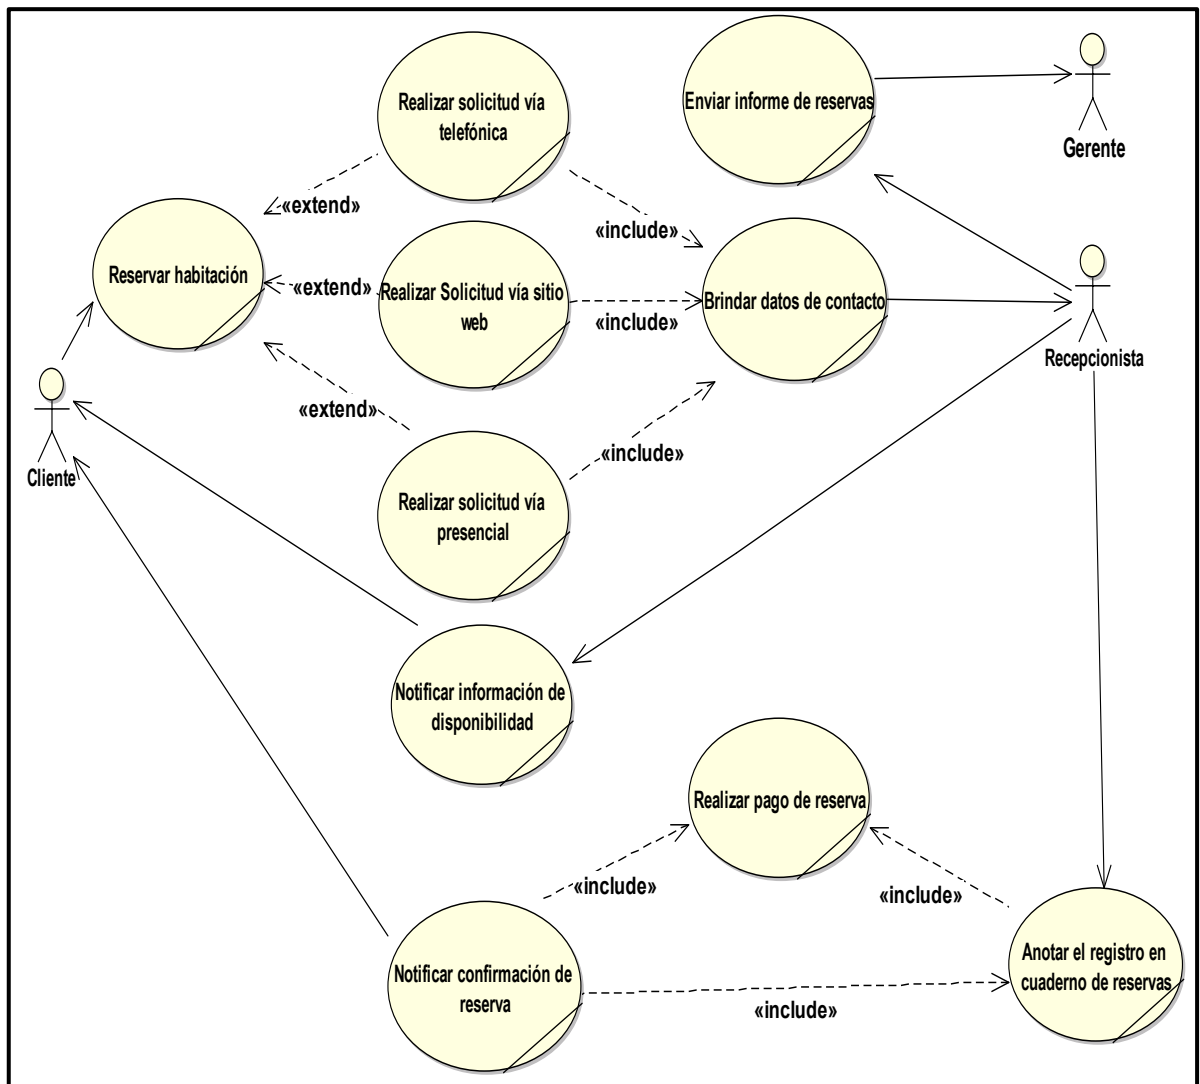 Realizar solicitud vía
telefónica
Enviar informe de reservas
Gerente
«extend»
«include»
Reservar habitación
«extend»
Realizar Solicitud vía sitio
web
«include»
Brindar datos de contacto
Recepcionista
«extend»
«include»
Cliente
Realizar solicitud vía
presencial
Notificar información de
disponibilidad
Realizar pago de reserva
«include»
«include»
Notificar confirmación de
reserva
«include»
Anotar el registro en
cuaderno de reservas